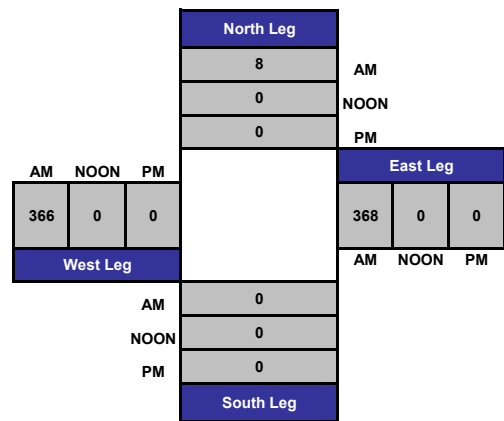 North Leg
8 AM
0 NOON
0 PM
AM NOON PM
East Leg
366 0 0
368 0 0
West Leg
AM NOON PM
AM 0
NOON 0
PM 0
South Leg